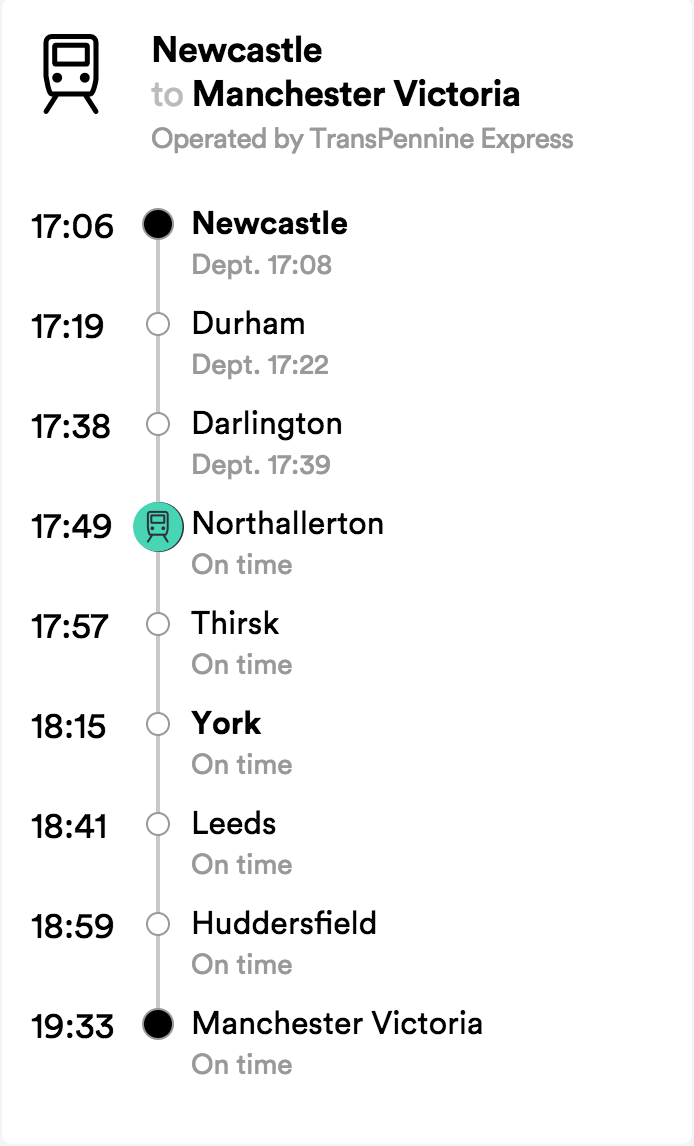 Newcastle
to Manchester Victoria
Operated by TransPennine Express
17:06 Newcastle
Dept. 17:08
17:19 Durham
Dept. 17:22
17:38 Darlington
Dept. 17:39
17:49 Northallerton
On time
17:57 Thirsk
On time
18:15 York
On time
18:41 Leeds
On time
18:59 Huddersfield
On time
19:33 Manchester Victoria
On time